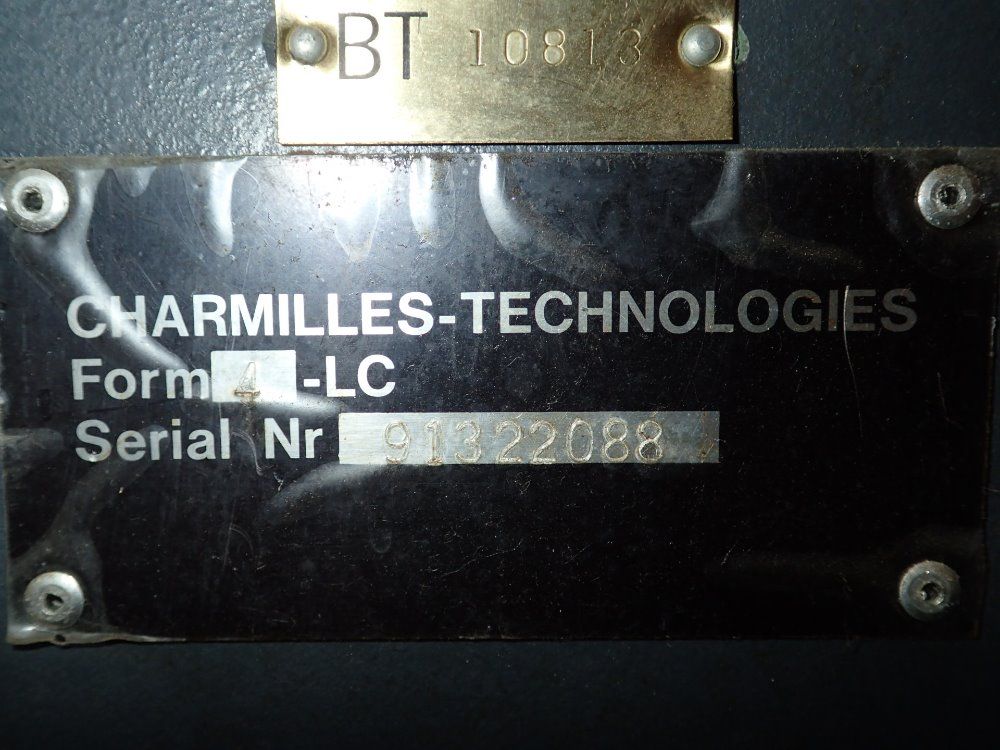 BT 10813
CHARMILLES-TECHNOLOGIES
Form 4 -LC
Serial Nr 91322088